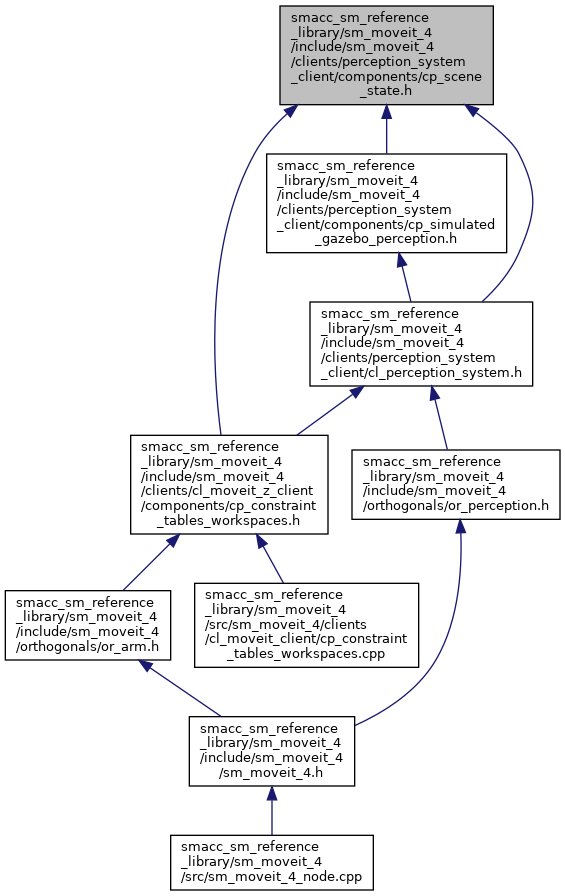 smacc_sm_reference
_library/sm_moveit_4
/include/sm_moveit_4
/clients/perception_system
_client/components/cp_scene
_state.h
smacc_sm_reference
_library/sm_moveit_4
/include/sm_moveit_4
/clients/perception_system
_client/components/cp_simulated
_gazebo_perception.h
smacc_sm_reference
_library/sm_moveit_4
/include/sm_moveit_4
/clients/perception_system
_client/cl_perception_system.h
smacc_sm_reference
_library/sm_moveit_4
/include/sm_moveit_4
/clients/cl_moveit_z_client
/components/cp_constraint
_tables_workspaces.h
smacc_sm_reference
_library/sm_moveit_4
/include/sm_moveit_4
/orthogonals/or_perception.h
smacc_sm_reference
_library/sm_moveit_4
/include/sm_moveit_4
/orthogonals/or_arm.h
smacc_sm_reference
_library/sm_moveit_4
/src/sm_moveit_4/clients
/cl_moveit_client/cp_constraint
_tables_workspaces.cpp
smacc_sm_reference
_library/sm_moveit_4
/include/sm_moveit_4
/sm_moveit_4.h
smacc_sm_reference
_library/sm_moveit_4
/src/sm_moveit_4_node.cpp